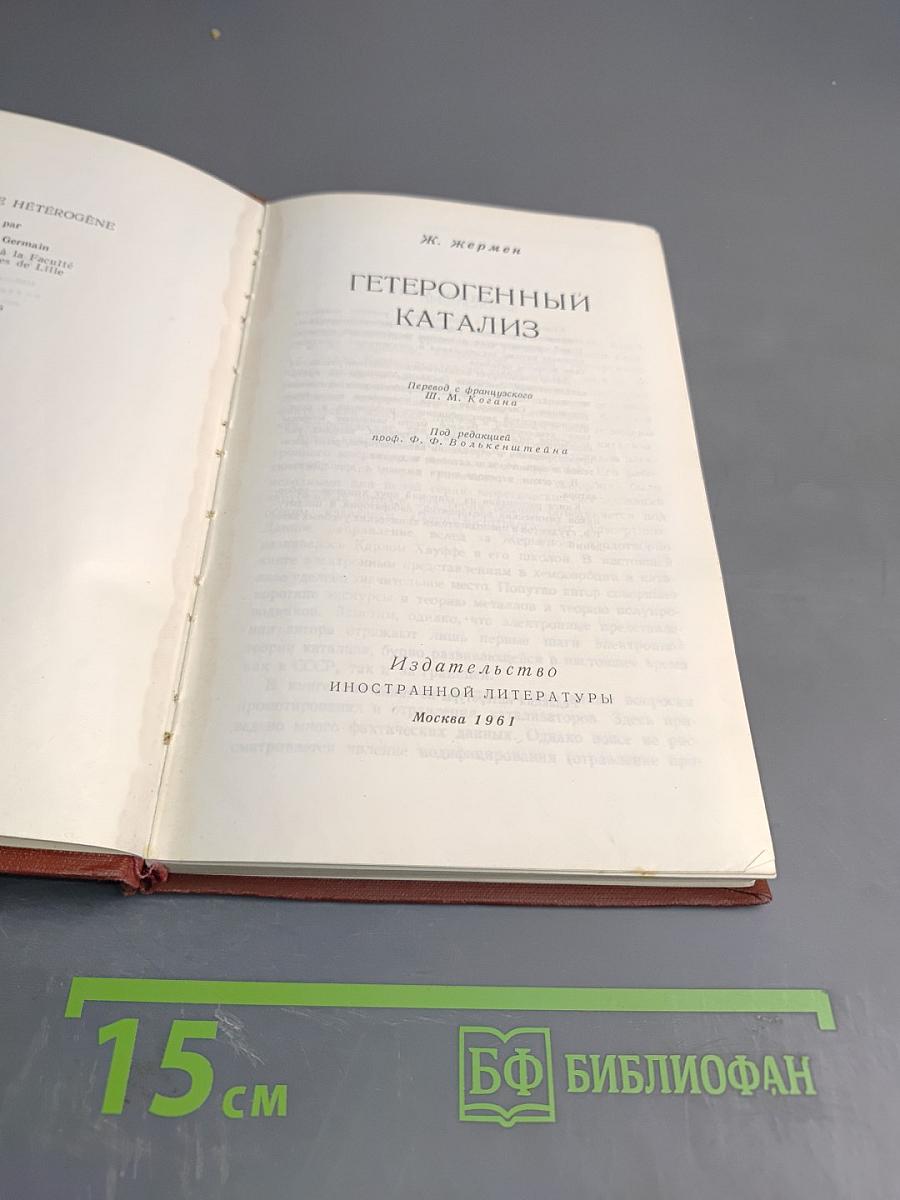 E HÉTÉROGÈNE
par
Germain
à la Faculté
es de Lille
Ж. Жермен
ГЕТЕРОГЕННЫЙ
КАТАЛИЗ
Перевод с французского
Ш. М. Когана
Под редакцией
проф. Ф. Ф. Волькенштейна
Издательство
ИНОСТРАННОЙ ЛИТЕРАТУРЫ
Москва 1961
15 см
БФ БИБЛИОФАН